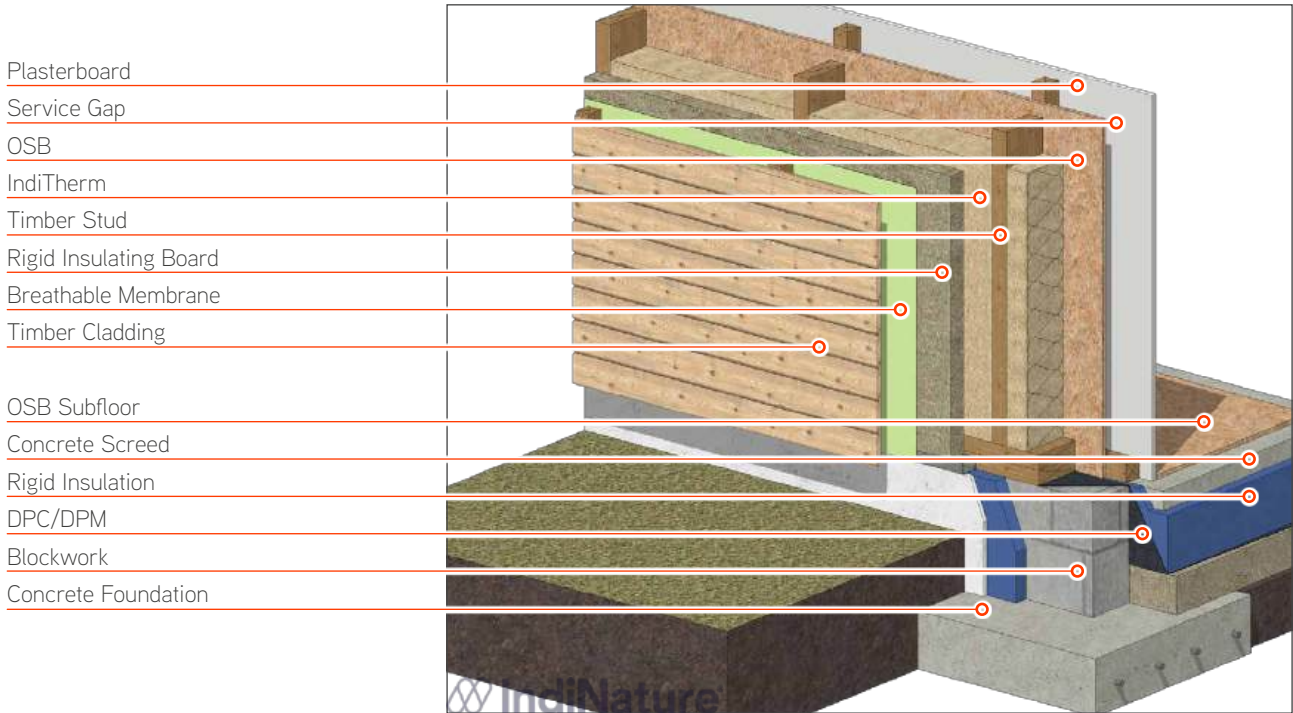 Plasterboard
Service Gap
OSB
IndiTherm
Timber Stud
Rigid Insulating Board
Breathable Membrane
Timber Cladding
OSB Subfloor
Concrete Screed
Rigid Insulation
DPC/DPM
Blockwork
Concrete Foundation
IndiNature